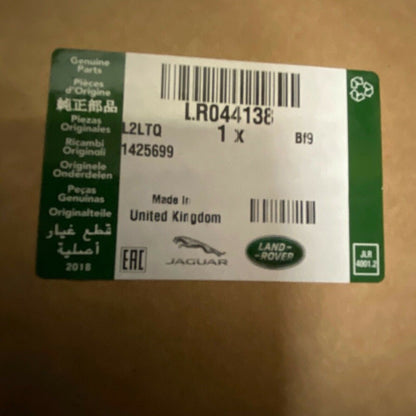 Genuine
Parts
Pièces
d'Origine
純正部品
Piezas
Originales
Ricambi
Originali
Originele
Onderdelen
Peças
Genuínas
Originalteile
قطع غيار
أصلية
2018
LR044138
L2LTQ
1 X
Bf9
1425699
Made In
United Kingdom
EAC
JAGUAR
LAND-
-ROVER
JLR
4001.2